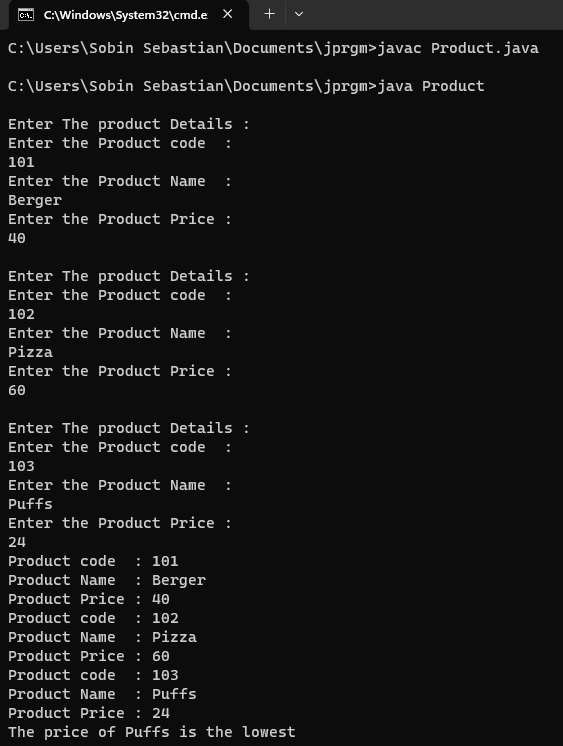 C:\Windows\System32\cmd.e
C:\Users\Sobin Sebastian\Documents\jprgm>javac Product.java
C:\Users\Sobin Sebastian\Documents\jprgm>java Product
Enter The product Details :
Enter the Product code  :
101
Enter the Product Name  :
Berger
Enter the Product Price :
40
Enter The product Details :
Enter the Product code  :
102
Enter the Product Name  :
Pizza
Enter the Product Price :
60
Enter The product Details :
Enter the Product code  :
103
Enter the Product Name  :
Puffs
Enter the Product Price :
24
Product code  : 101
Product Name  : Berger
Product Price : 40
Product code  : 102
Product Name  : Pizza
Product Price : 60
Product code  : 103
Product Name  : Puffs
Product Price : 24
The price of Puffs is the lowest